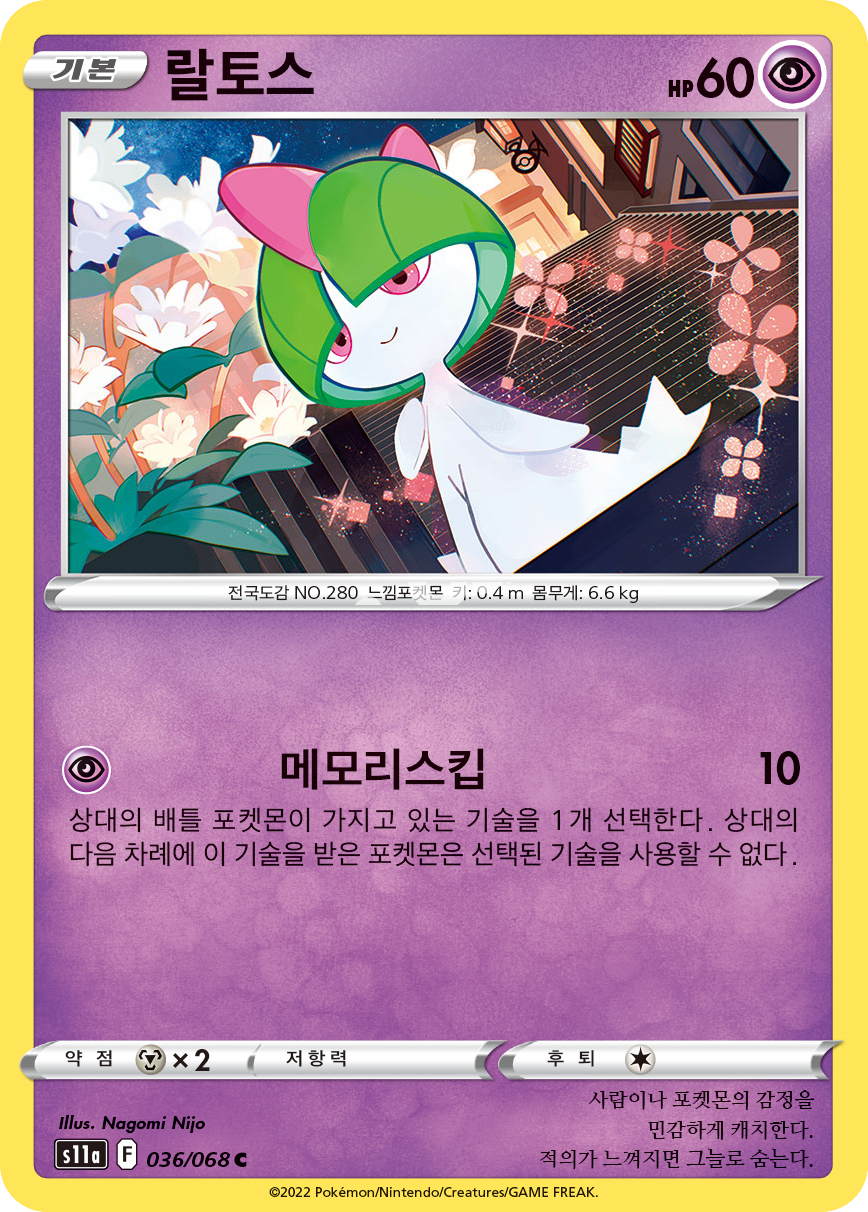 기본 랄토스 HP60
전국도감 NO.280 느낌포켓몬 키: 0.4 m 몸무게: 6.6 kg
메모리스킵 10
상대의 배틀 포켓몬이 가지고 있는 기술을 1개 선택한다. 상대의
다음 차례에 이 기술을 받은 포켓몬은 선택된 기술을 사용할 수 없다.
약점 ×2 저항력 후퇴
사람이나 포켓몬의 감정을
민감하게 캐치한다.
적의가 느껴지면 그늘로 숨는다.
Illus. Nagomi Nijo
s11a F 036/068 C
©2022 Pokémon/Nintendo/Creatures/GAME FREAK.